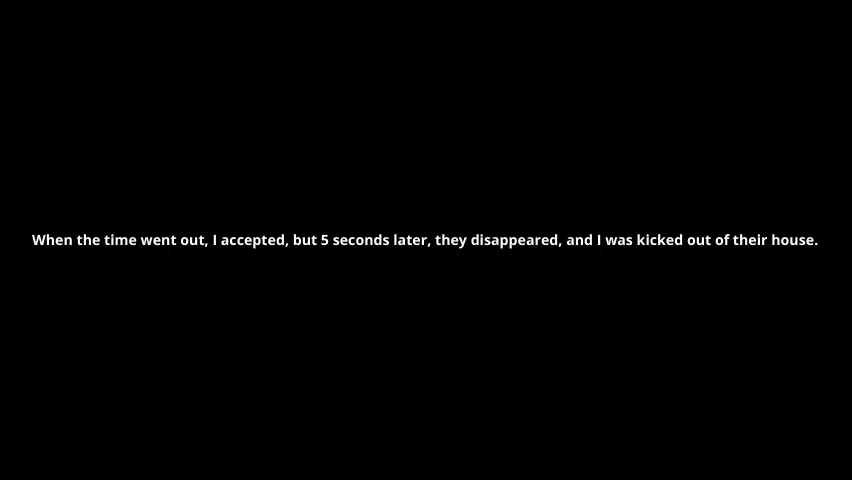 When the time went out, I accepted, but 5 seconds later, they disappeared, and I was kicked out of their house.